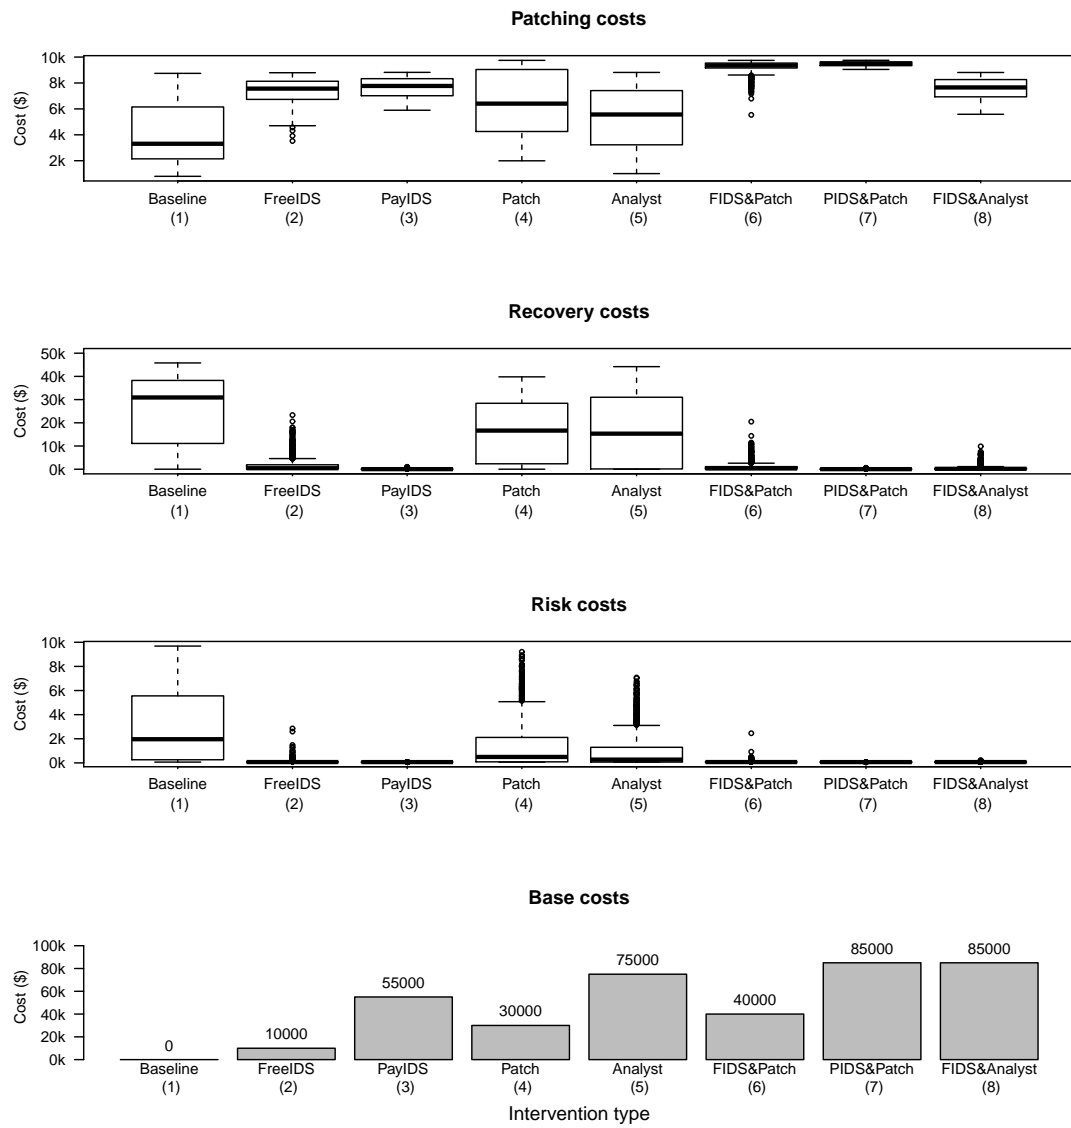 Patching costs
Cost ($)
10k
8k
6k
4k
2k
Baseline FreeIDS PayIDS Patch Analyst FIDS&Patch PIDS&Patch FIDS&Analyst
(1) (2) (3) (4) (5) (6) (7) (8)
Recovery costs
Cost ($)
50k
40k
30k
20k
10k
0k
Baseline FreeIDS PayIDS Patch Analyst FIDS&Patch PIDS&Patch FIDS&Analyst
(1) (2) (3) (4) (5) (6) (7) (8)
Risk costs
Cost ($)
10k
8k
6k
4k
2k
0k
Baseline FreeIDS PayIDS Patch Analyst FIDS&Patch PIDS&Patch FIDS&Analyst
(1) (2) (3) (4) (5) (6) (7) (8)
Base costs
Cost ($)
100k
80k
60k
40k
20k
0k
0 10000 55000 30000 75000 40000 85000 85000
Baseline FreeIDS PayIDS Patch Analyst FIDS&Patch PIDS&Patch FIDS&Analyst
(1) (2) (3) (4) (5) (6) (7) (8)
Intervention type